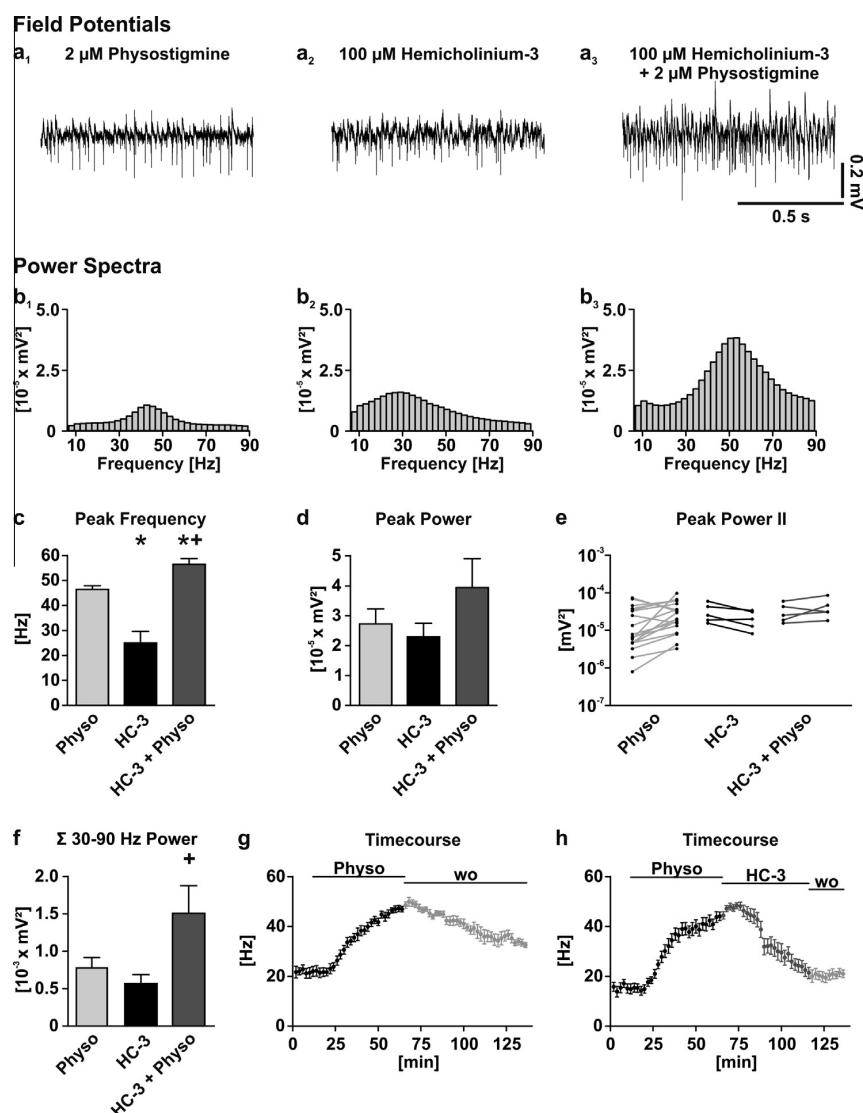 Field Potentials
a1 2 µM Physostigmine
a2 100 µM Hemicholinium-3
a3 100 µM Hemicholinium-3
+ 2 µM Physostigmine
0.2 mV
0.5 s
Power Spectra
b1
5.0
2.5
0
[10⁻⁵ x mV²]
10 30 50 70 90
Frequency [Hz]
b2
5.0
2.5
0
[10⁻⁵ x mV²]
10 30 50 70 90
Frequency [Hz]
b3
5.0
2.5
0
[10⁻⁵ x mV²]
10 30 50 70 90
Frequency [Hz]
c Peak Frequency
* *+
60
50
40
30
20
10
0
[Hz]
Physo
HC-3
HC-3 + Physo
d Peak Power
5
4
3
2
1
0
[10⁻⁵ x mV²]
Physo
HC-3
HC-3 + Physo
e Peak Power II
10⁻³
10⁻⁴
10⁻⁵
10⁻⁶
10⁻⁷
[mV²]
Physo
HC-3
HC-3 + Physo
f Σ 30-90 Hz Power
+
2.0
1.5
1.0
0.5
0
[10⁻³ x mV²]
Physo
HC-3
HC-3 + Physo
g Timecourse
Physo wo
60
40
20
0
[Hz]
0 25 50 75 100 125
[min]
h Timecourse
Physo HC-3 wo
60
40
20
0
[Hz]
0 25 50 75 100 125
[min]